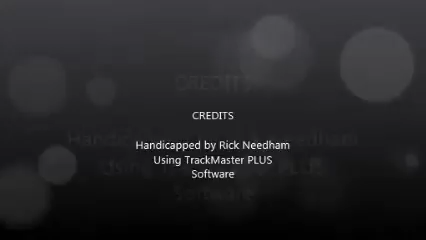 CREDITS
Handicapped by Rick Needham
Using TrackMaster PLUS
Software